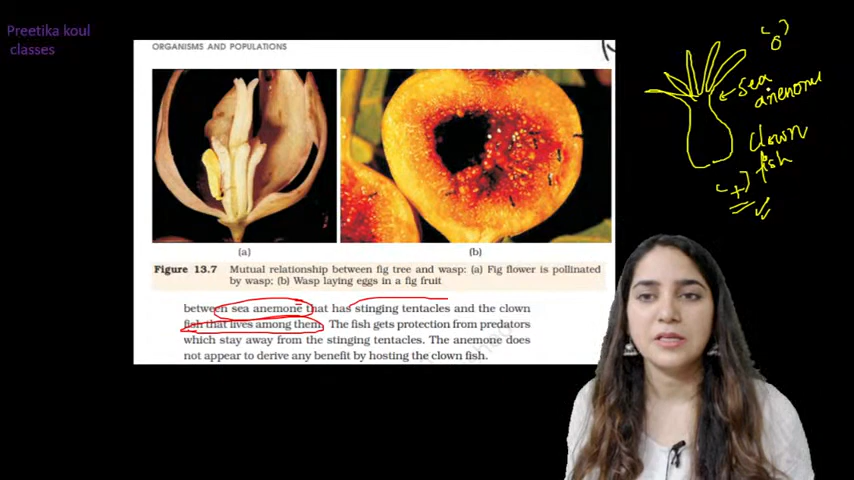 Preetika koul
classes
ORGANISMS AND POPULATIONS
(a)
(b)
Figure 13.7 Mutual relationship between fig tree and wasp: (a) Fig flower is pollinated
by wasp; (b) Wasp laying eggs in a fig fruit
between sea anemone that has stinging tentacles and the clown
fish that lives among them. The fish gets protection from predators
which stay away from the stinging tentacles. The anemone does
not appear to derive any benefit by hosting the clown fish.
"0"
sea
anemone
clown
fish
"+"